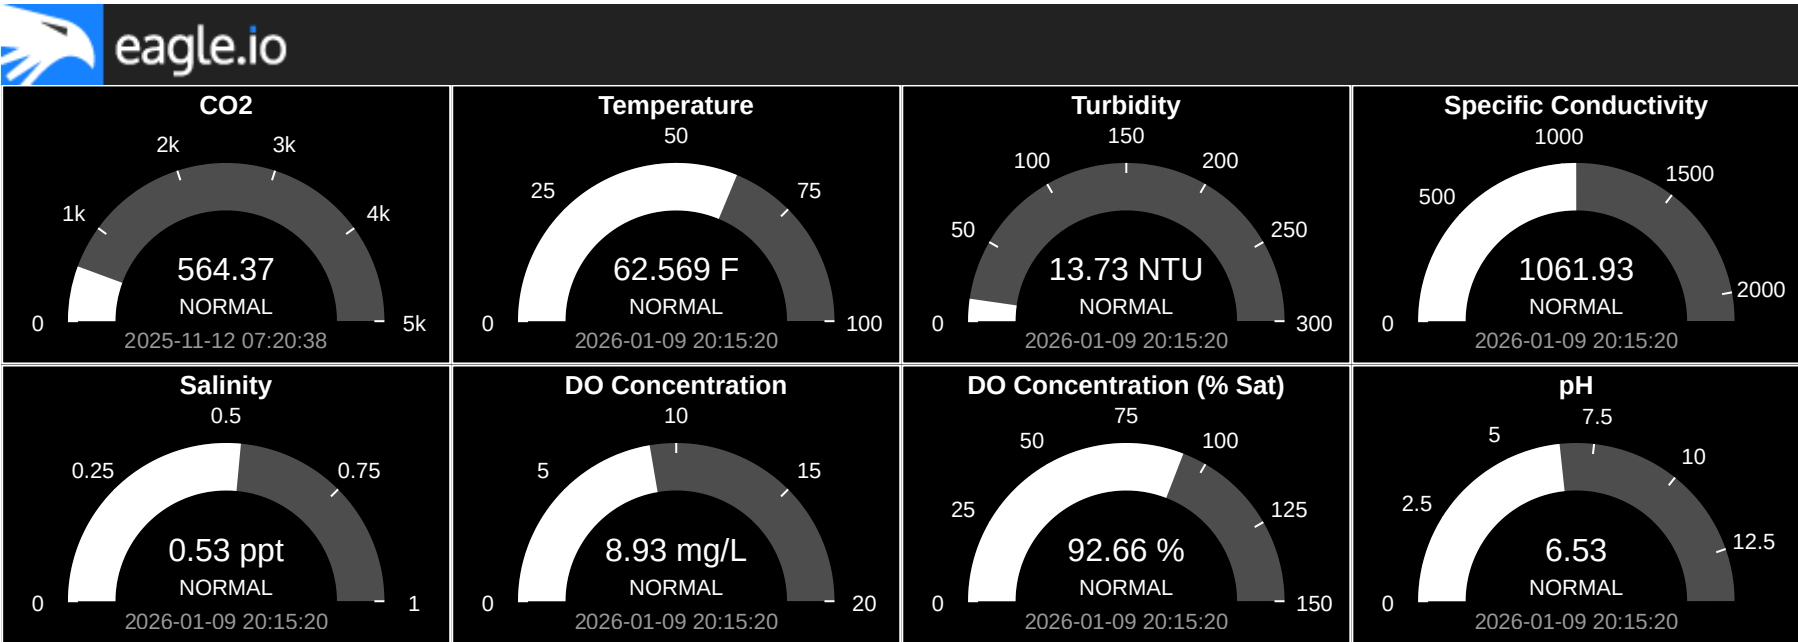 eagle.io
CO2
2k
3k
1k
4k
564.37
NORMAL
0
5k
2025-11-12 07:20:38
Temperature
50
25
75
62.569 F
NORMAL
0
100
2026-01-09 20:15:20
Turbidity
150
100
200
50
250
13.73 NTU
NORMAL
0
300
2026-01-09 20:15:20
Specific Conductivity
1000
1500
500
1061.93
2000
NORMAL
0
2026-01-09 20:15:20
Salinity
0.5
0.25
0.75
0.53 ppt
NORMAL
0
1
2026-01-09 20:15:20
DO Concentration
10
5
15
8.93 mg/L
NORMAL
0
20
2026-01-09 20:15:20
DO Concentration (% Sat)
75
50
100
25
125
92.66 %
NORMAL
0
150
2026-01-09 20:15:20
pH
7.5
5
10
2.5
12.5
6.53
NORMAL
0
2026-01-09 20:15:20